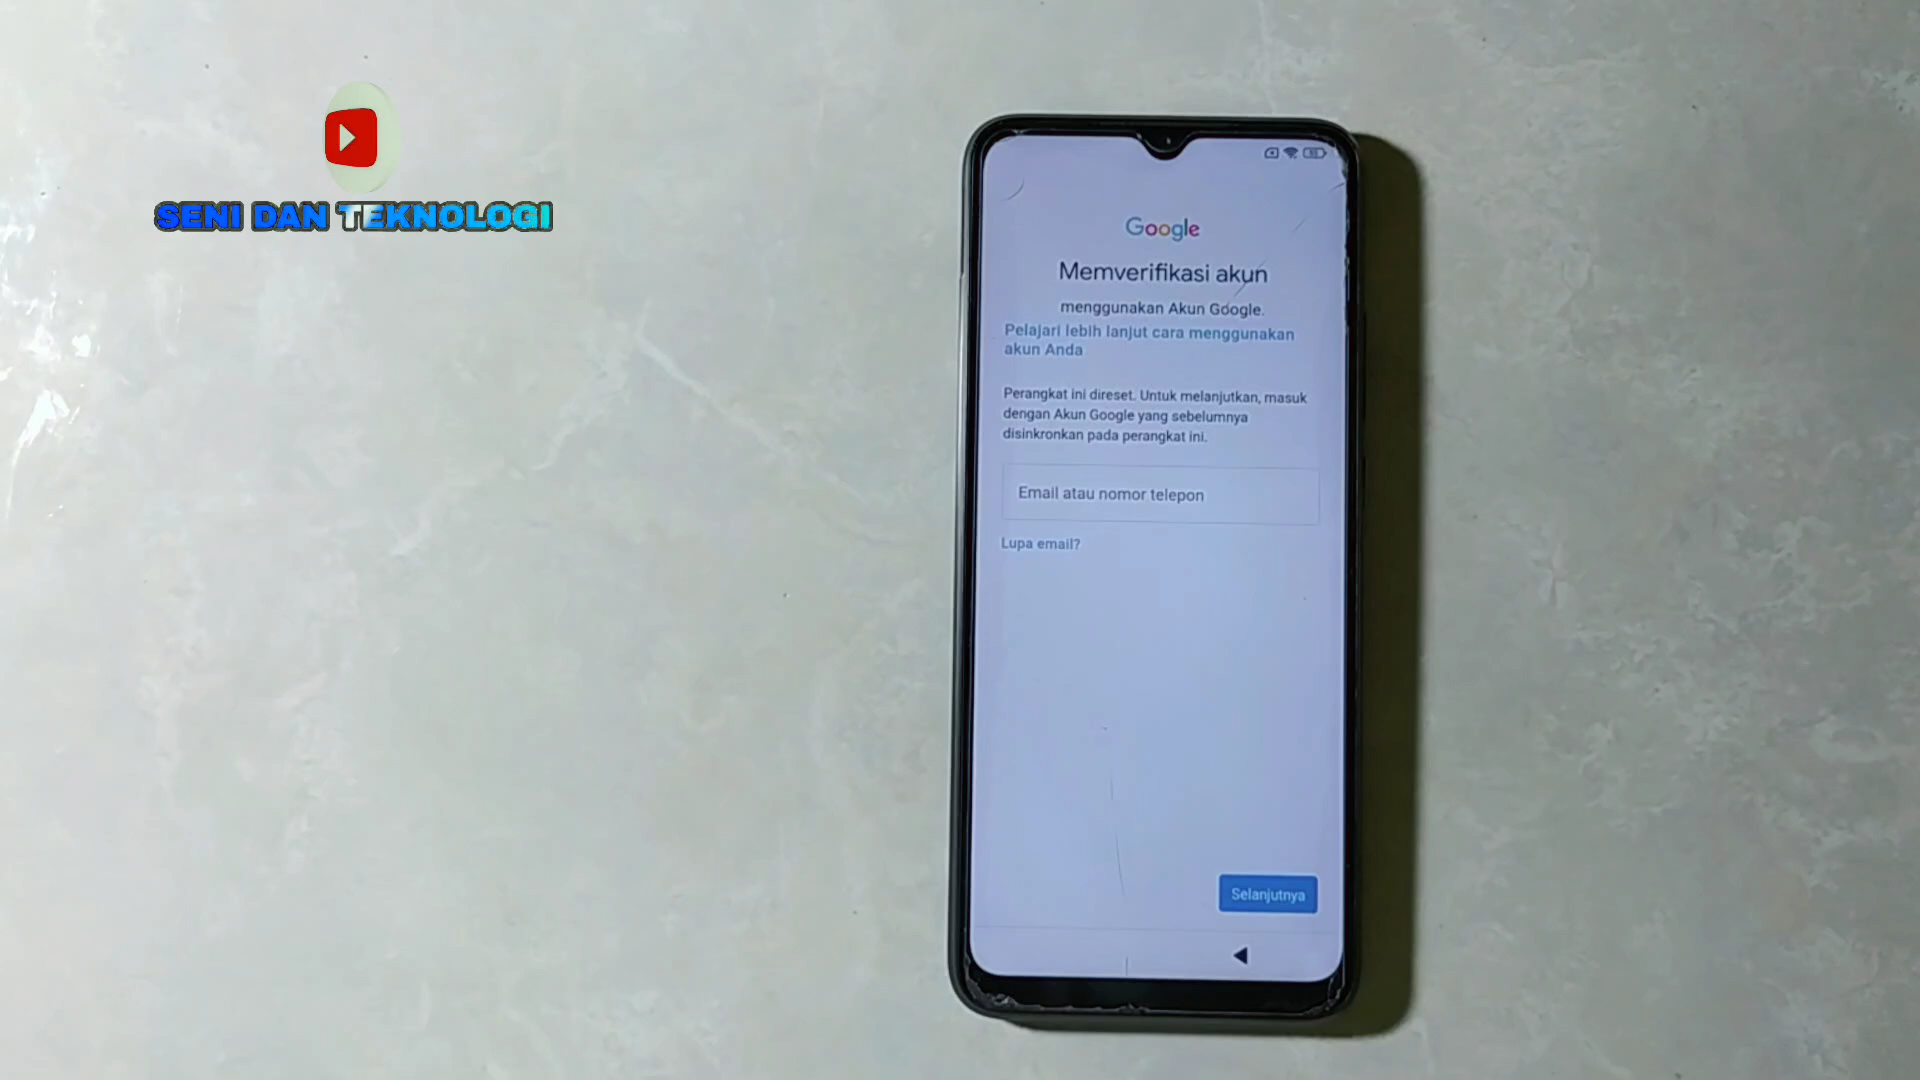 SENI DAN TEKNOLOGI
Google
Memverifikasi akun
menggunakan Akun Google.
Pelajari lebih lanjut cara menggunakan
akun Anda
Perangkat ini direset. Untuk melanjutkan, masuk
dengan Akun Google yang sebelumnya
disinkronkan pada perangkat ini.
Email atau nomor telepon
Lupa email?
Selanjutnya